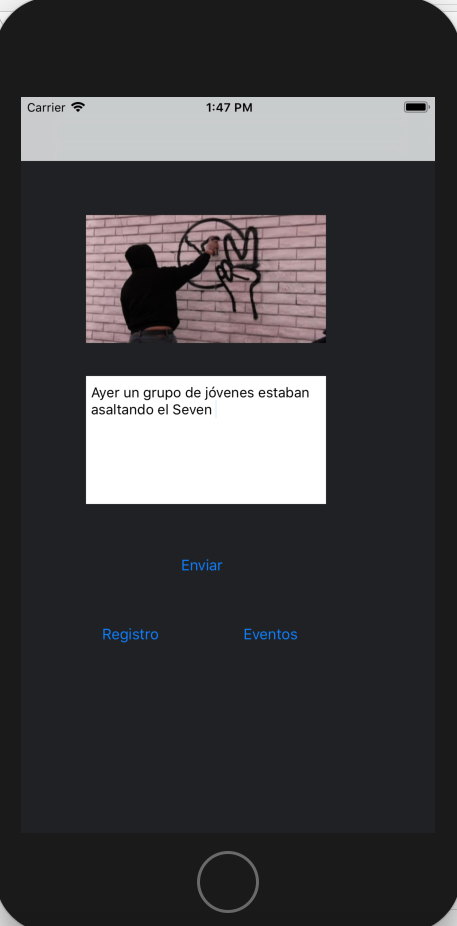 Carrier
1:47 PM
Ayer un grupo de jóvenes estaban
asaltando el Seven
Enviar
Registro
Eventos